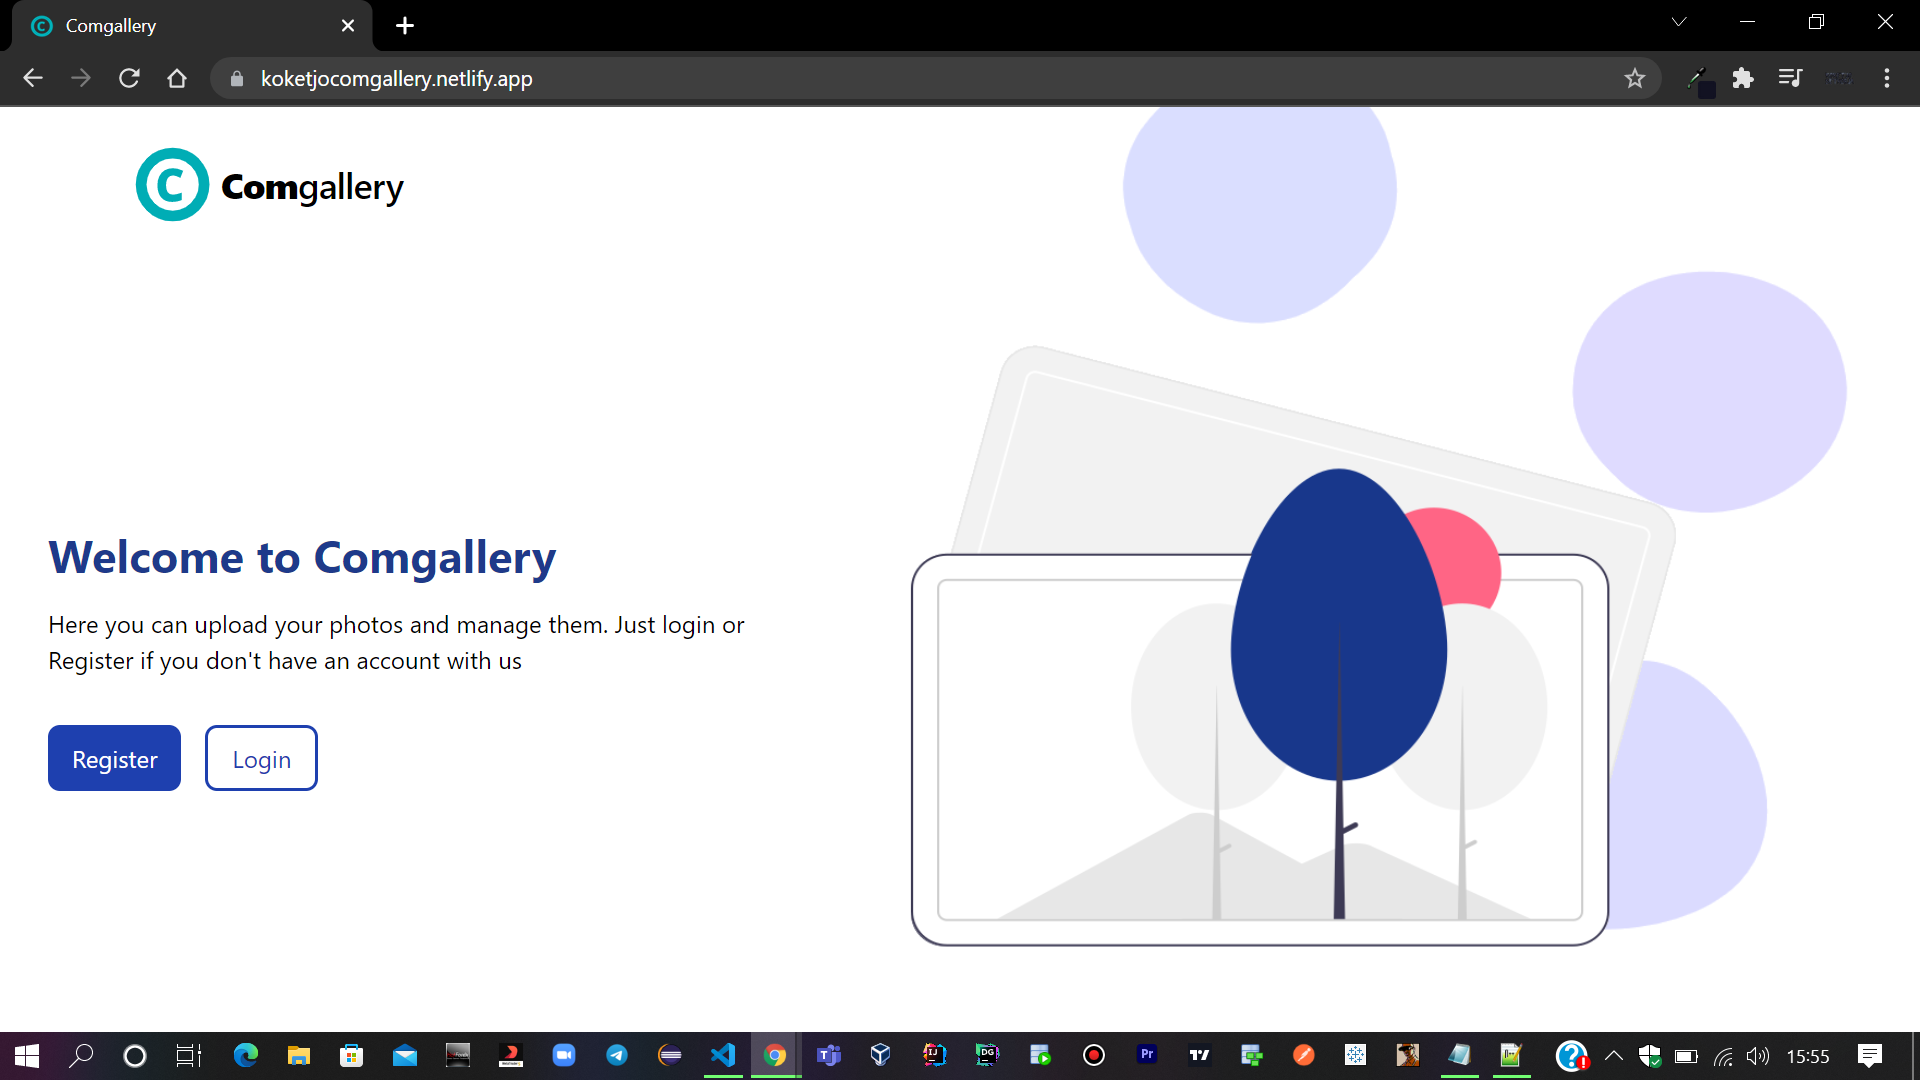 Comgallery
koketjocomgallery.netlify.app
C Comgallery
Welcome to Comgallery
Here you can upload your photos and manage them. Just login or
Register if you don't have an account with us
Register
Login
15:55